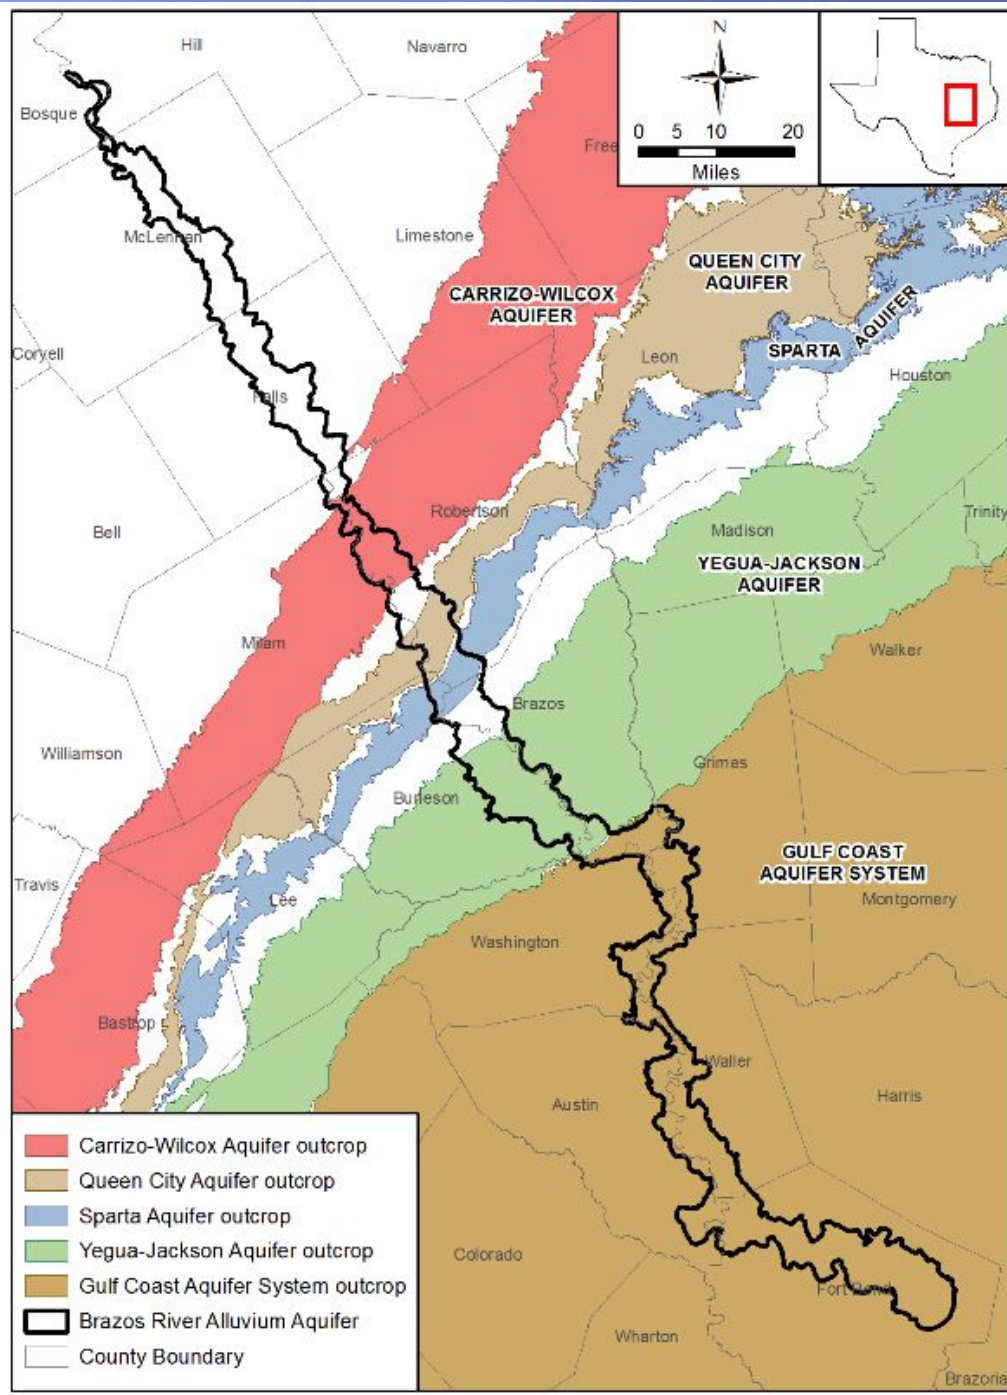 Hill
Navarro
N
0 5 10 20
Miles
Bosque
Free
McLennan
Limestone
QUEEN CITY
AQUIFER
CARRIZO-WILCOX
AQUIFER
SPARTA AQUIFER
Coryell
Leon
Houston
Falls
Bell
Robertson
Madison
Trinity
YEGUA-JACKSON
AQUIFER
Milam
Walker
Brazos
Williamson
Grimes
Burleson
GULF COAST
AQUIFER SYSTEM
Travis
Lee
Montgomery
Washington
Bastrop
Waller
Austin
Harris
Carrizo-Wilcox Aquifer outcrop
Queen City Aquifer outcrop
Sparta Aquifer outcrop
Yegua-Jackson Aquifer outcrop
Gulf Coast Aquifer System outcrop
Brazos River Alluvium Aquifer
County Boundary
Colorado
Fort Bend
Wharton
Brazoria